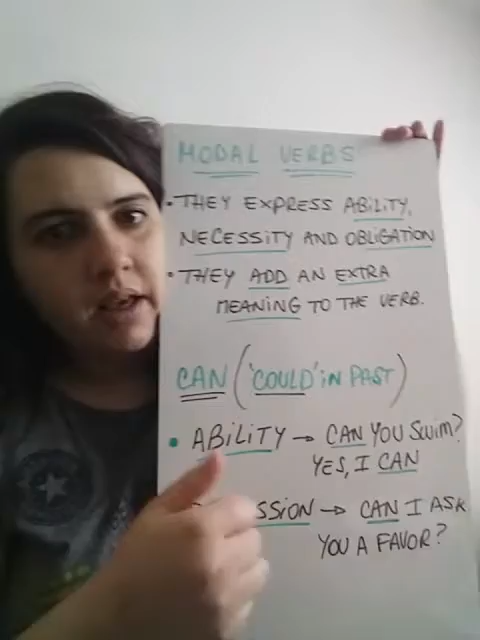 MODAL VERBS
• THEY EXPRESS ABILITY,
NECESSITY AND OBLIGATION
• THEY ADD AN EXTRA
MEANING TO THE VERB.
CAN ('COULD' iN PAST)
• ABiLiTY → CAN YOU SWiM?
YES, I CAN
SSiON → CAN I ASK
YOU A FAVOR?